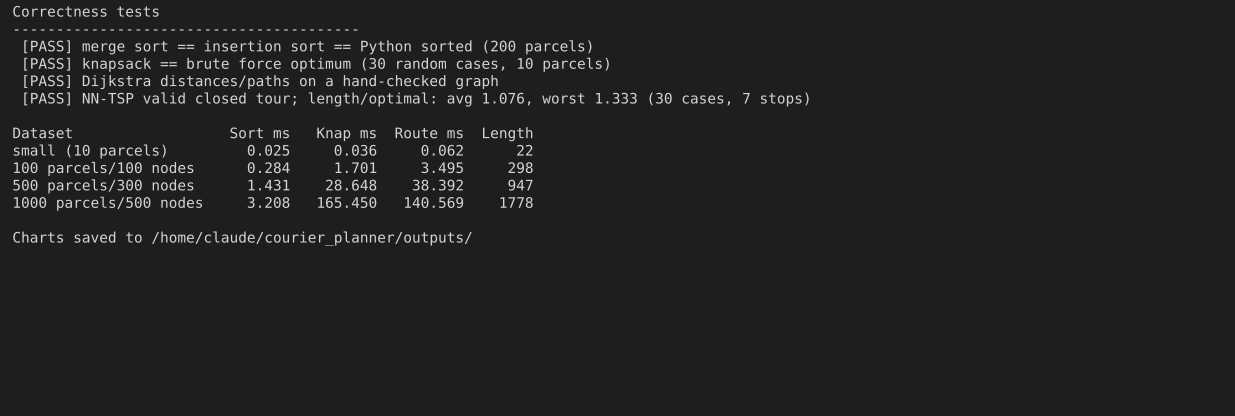 Correctness tests
----------------------------------------
[PASS] merge sort == insertion sort == Python sorted (200 parcels)
[PASS] knapsack == brute force optimum (30 random cases, 10 parcels)
[PASS] Dijkstra distances/paths on a hand-checked graph
[PASS] NN-TSP valid closed tour; length/optimal: avg 1.076, worst 1.333 (30 cases, 7 stops)
Dataset Sort ms Knap ms Route ms Length
small (10 parcels) 0.025 0.036 0.062 22
100 parcels/100 nodes 0.284 1.701 3.495 298
500 parcels/300 nodes 1.431 28.648 38.392 947
1000 parcels/500 nodes 3.208 165.450 140.569 1778
Charts saved to /home/claude/courier_planner/outputs/